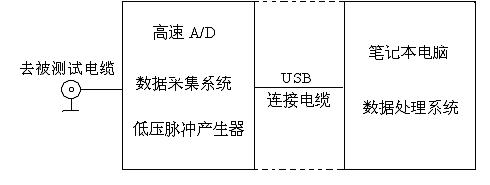 去被测试电缆
高速 A/D
数据采集系统
低压脉冲产生器
USB
连接电缆
笔记本电脑
数据处理系统